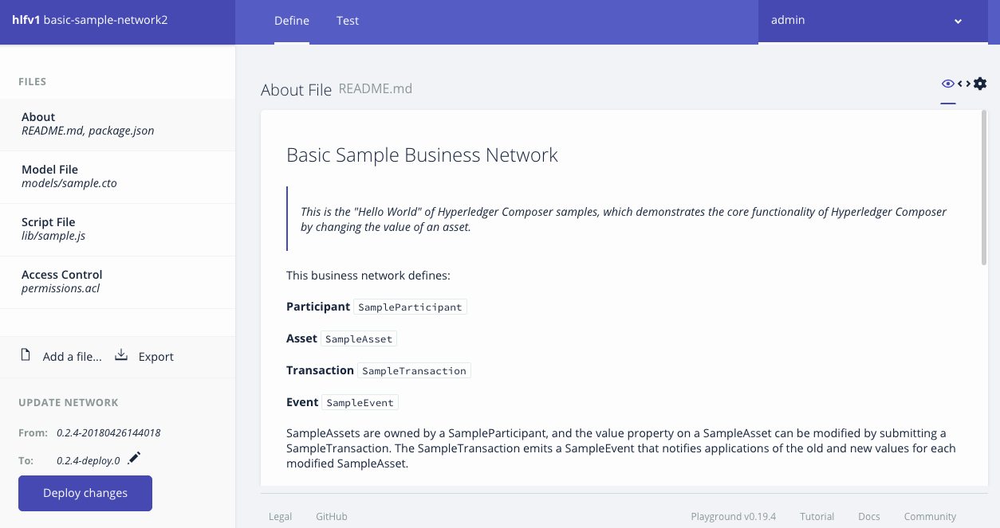 hlfv1 basic-sample-network2
Define
Test
admin
FILES
About
README.md, package.json
Model File
models/sample.cto
Script File
lib/sample.js
Access Control
permissions.acl
Add a file...
Export
UPDATE NETWORK
From: 0.2.4-20180426144018
To: 0.2.4-deploy.0
Deploy changes
About File README.md
Basic Sample Business Network
This is the "Hello World" of Hyperledger Composer samples, which demonstrates the core functionality of Hyperledger Composer
by changing the value of an asset.
This business network defines:
Participant SampleParticipant
Asset SampleAsset
Transaction SampleTransaction
Event SampleEvent
SampleAssets are owned by a SampleParticipant, and the value property on a SampleAsset can be modified by submitting a
SampleTransaction. The SampleTransaction emits a SampleEvent that notifies applications of the old and new values for each
modified SampleAsset.
Legal
GitHub
Playground v0.19.4
Tutorial
Docs
Community